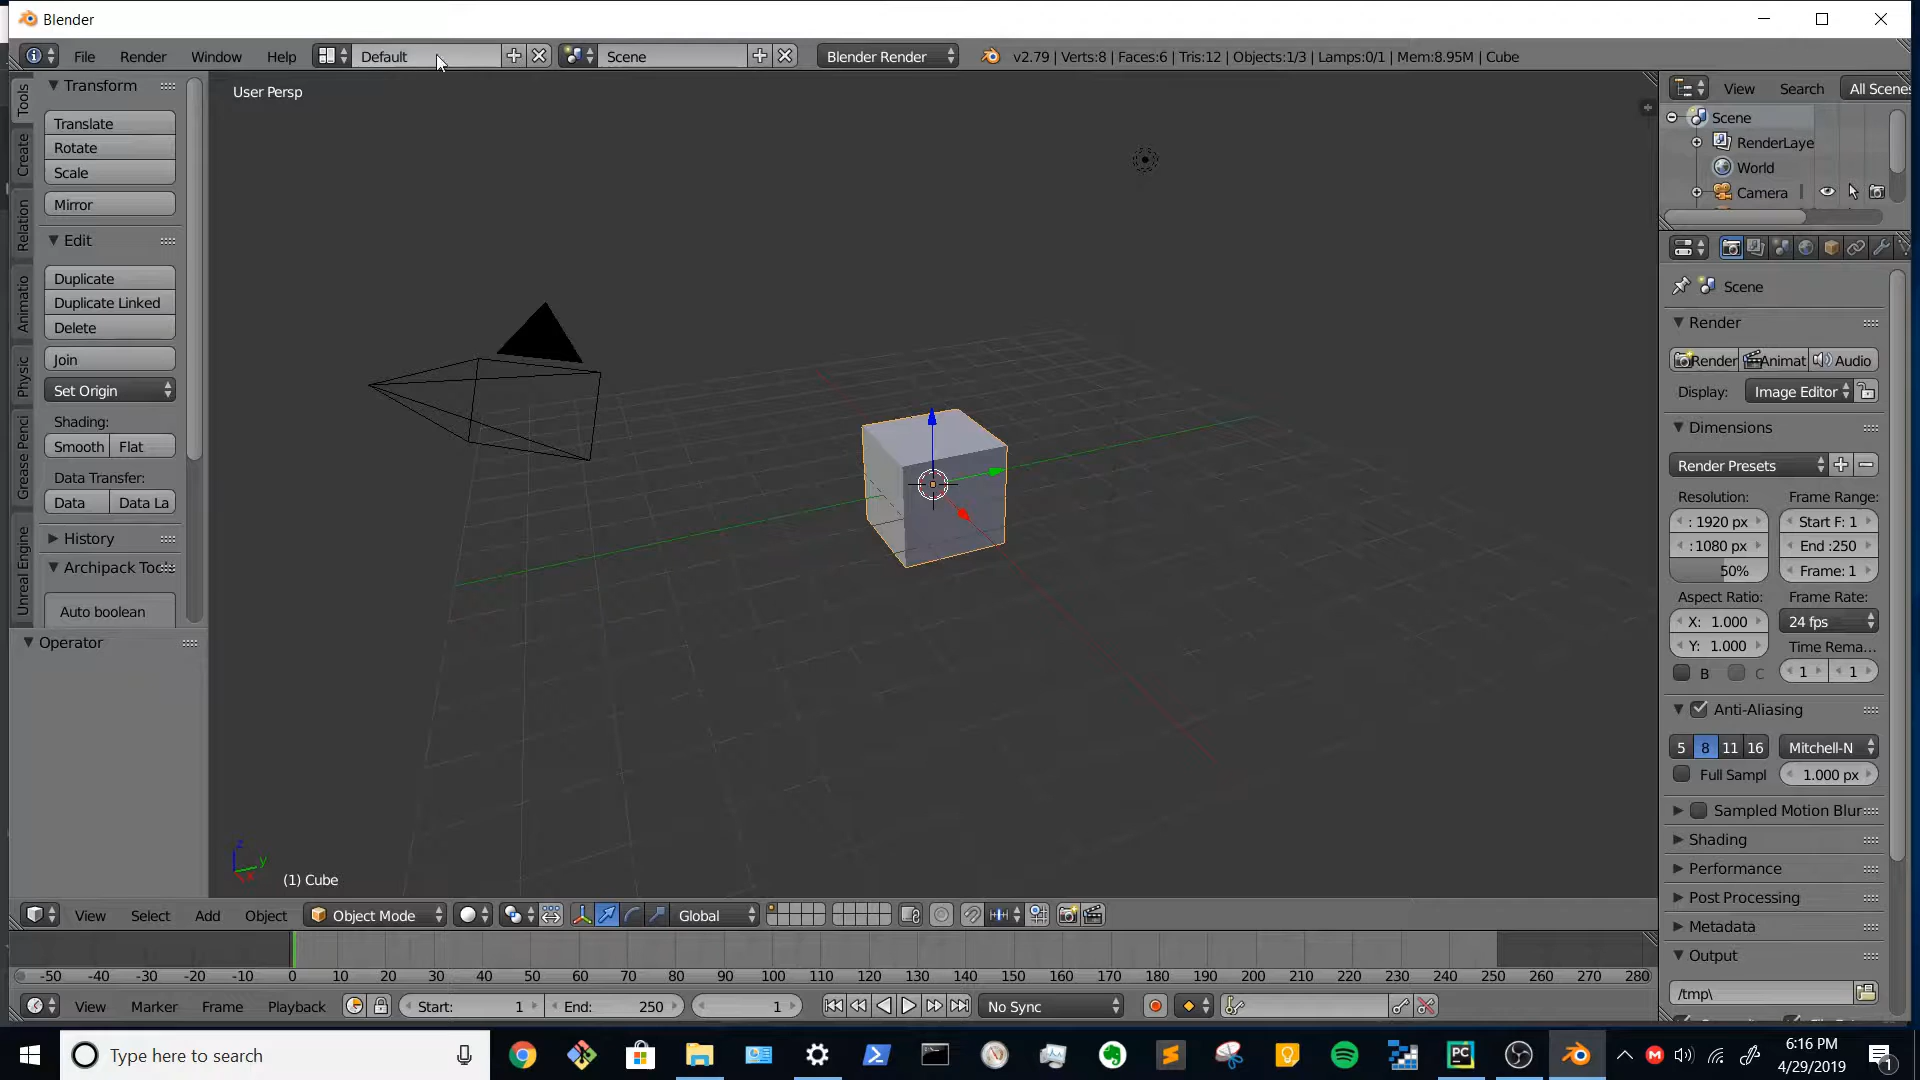 Blender
File Render Window Help Default Scene Blender Render v2.79 | Verts:8 | Faces:6 | Tris:12 | Objects:1/3 | Lamps:0/1 | Mem:8.95M | Cube
Tools
Create
Relation
Animatio
Physic
Grease Penci
Unreal Engine
Transform
Translate
Rotate
Scale
Mirror
Edit
Duplicate
Duplicate Linked
Delete
Join
Set Origin
Shading:
Smooth Flat
Data Transfer:
Data Data La
History
Archipack Tools
Auto boolean
Operator
User Persp
z
y
x
(1) Cube
View Search All Scenes
Scene
RenderLaye
World
Camera
Scene
Render
Render Animat Audio
Display: Image Editor
Dimensions
Render Presets
Resolution: Frame Range:
: 1920 px Start F: 1
:1080 px End :250
50% Frame: 1
Aspect Ratio: Frame Rate:
X: 1.000 24 fps
Y: 1.000 Time Rema...
B C 1 1
Anti-Aliasing
5 8 11 16 Mitchell-N
Full Sampl 1.000 px
Sampled Motion Blur
Shading
Performance
Post Processing
Metadata
Output
/tmp\
View Select Add Object Object Mode Global
-50 -40 -30 -20 -10 0 10 20 30 40 50 60 70 80 90 100 110 120 130 140 150 160 170 180 190 200 210 220 230 240 250 260 270 280
View Marker Frame Playback Start: 1 End: 250 1 No Sync
Type here to search
PC
M
6:16 PM
4/29/2019
1